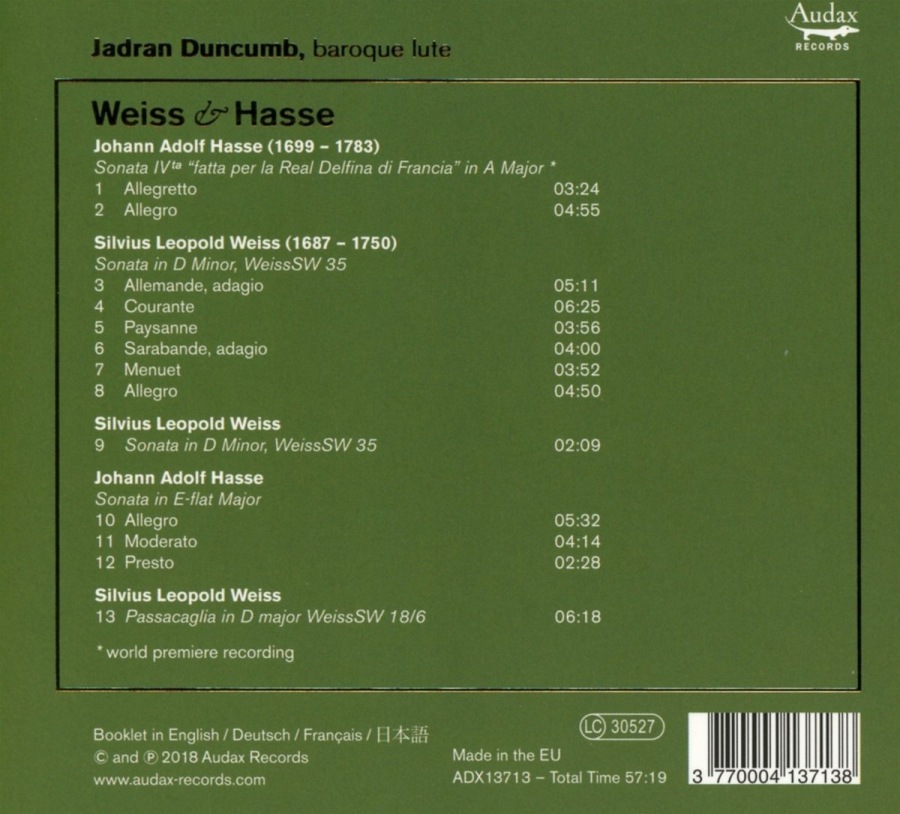 Audax
RECORDS
Jadran Duncumb, baroque lute
Weiss & Hasse
Johann Adolf Hasse (1699 – 1783)
Sonata IVta “fatta per la Real Delfina di Francia” in A Major *
1 Allegretto 03:24
2 Allegro 04:55
Silvius Leopold Weiss (1687 – 1750)
Sonata in D Minor, WeissSW 35
3 Allemande, adagio 05:11
4 Courante 06:25
5 Paysanne 03:56
6 Sarabande, adagio 04:00
7 Menuet 03:52
8 Allegro 04:50
Silvius Leopold Weiss
9 Sonata in D Minor, WeissSW 35 02:09
Johann Adolf Hasse
Sonata in E-flat Major
10 Allegro 05:32
11 Moderato 04:14
12 Presto 02:28
Silvius Leopold Weiss
13 Passacaglia in D major WeissSW 18/6 06:18
* world premiere recording
Booklet in English / Deutsch / Français / 日本語
© and ℗ 2018 Audax Records
www.audax-records.com
LC 30527
Made in the EU
ADX13713 – Total Time 57:19
3 770004 137138